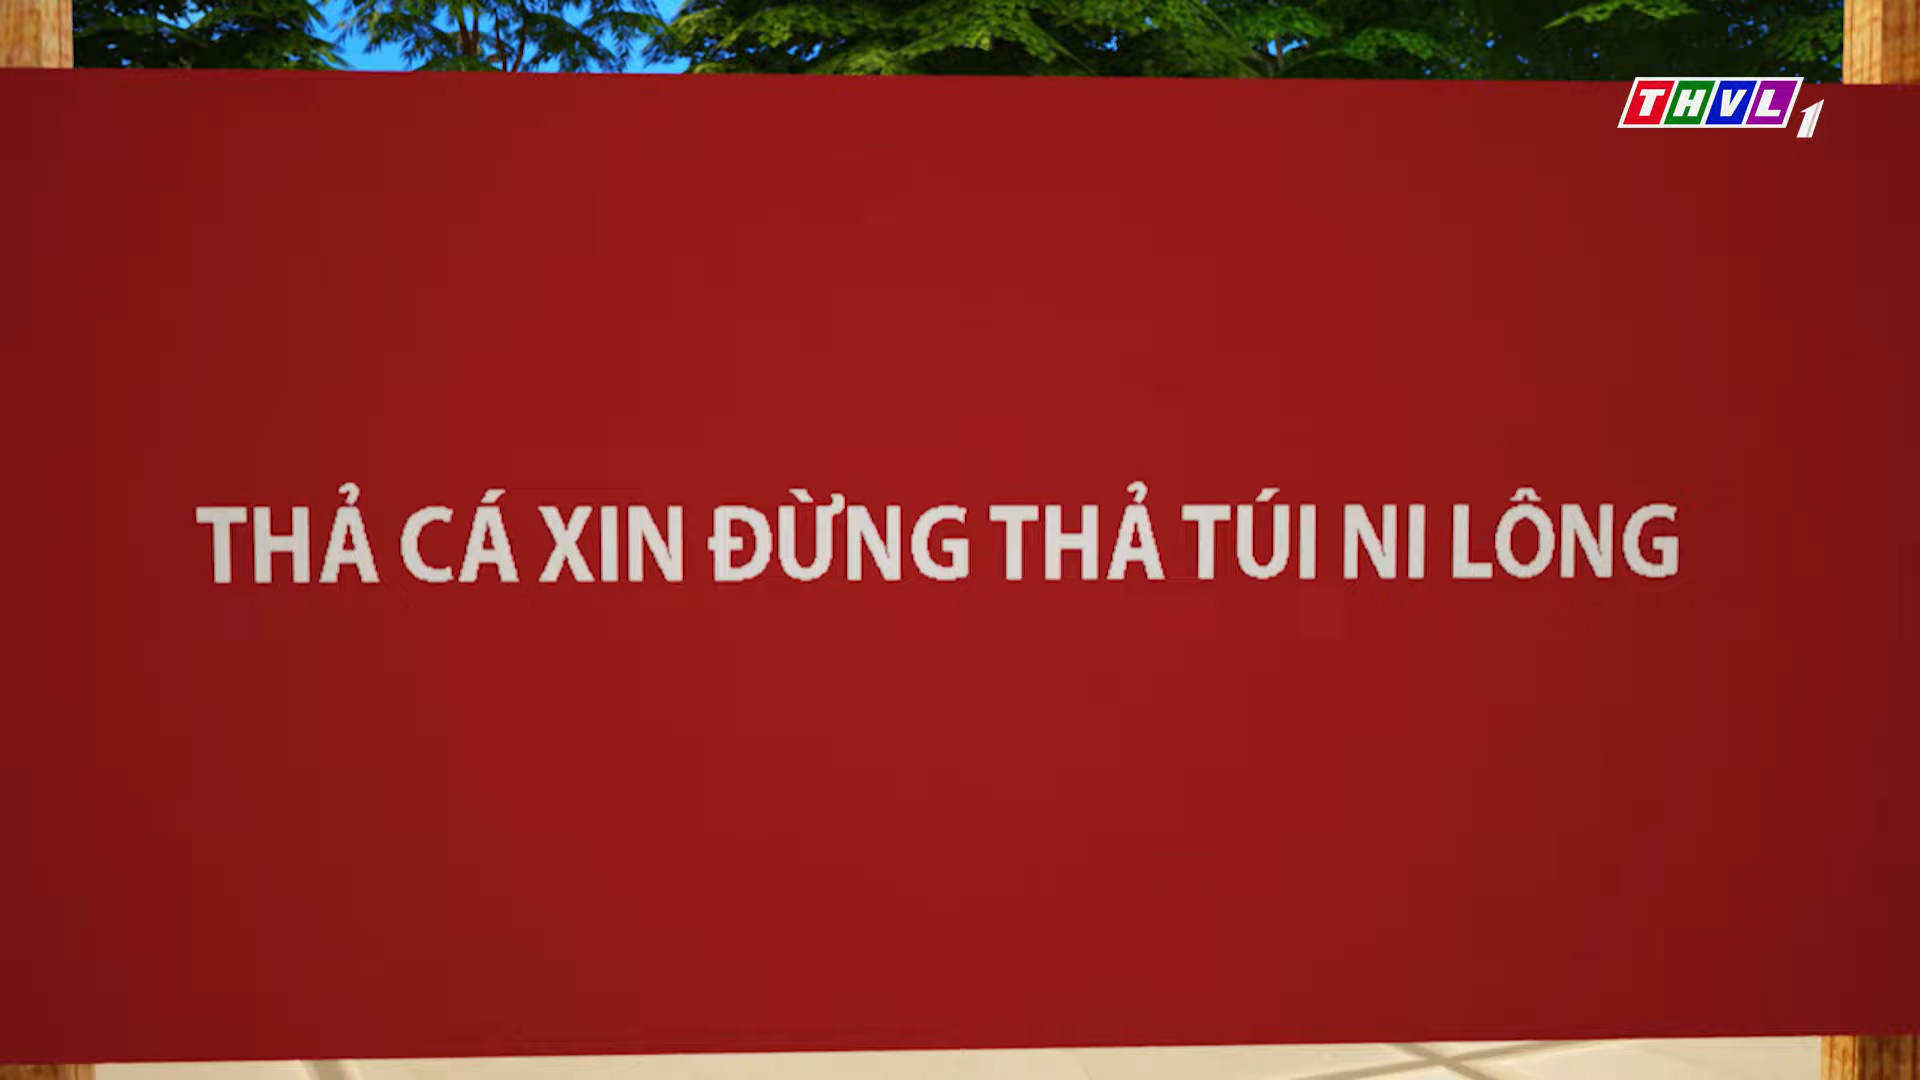 THVL1
THẢ CÁ XIN ĐỪNG THẢ TÚI NI LÔNG